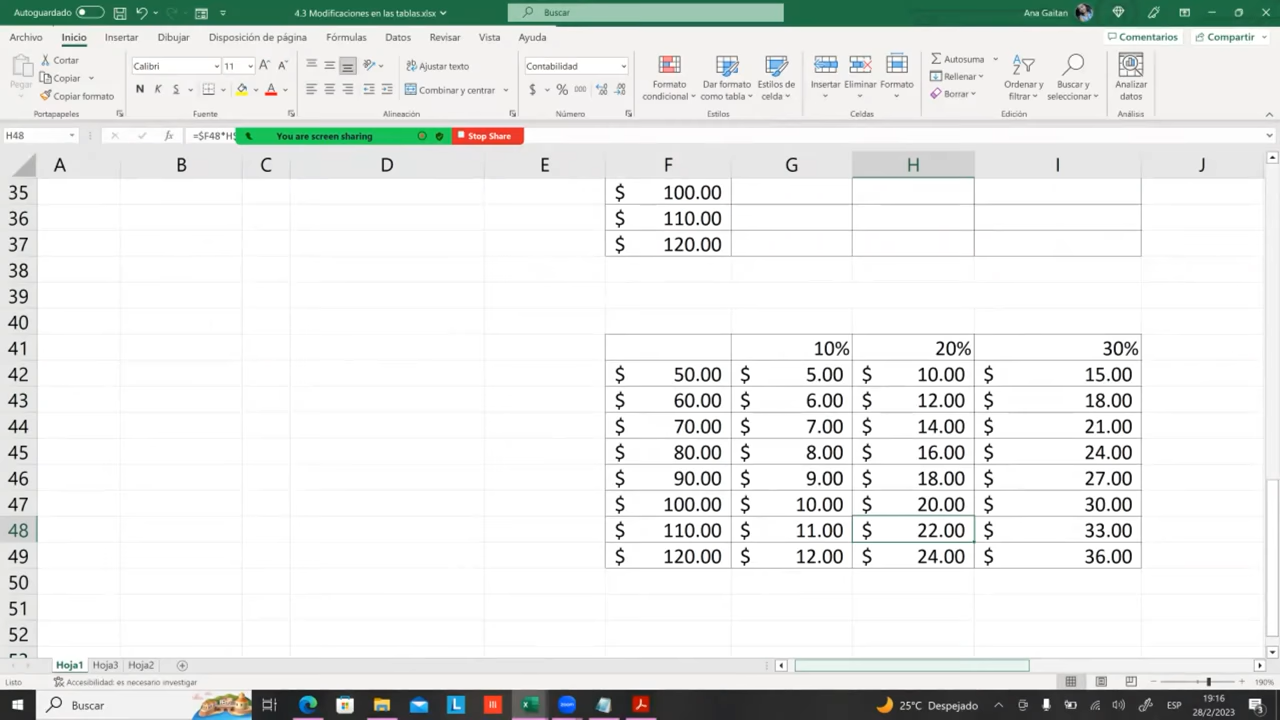 Autoguardado
4.3 Modificaciones en las tablas.xlsx
Buscar
Ana Gaitan
Archivo Inicio Insertar Dibujar Disposición de página Fórmulas Datos Revisar Vista Ayuda
Comentarios Compartir
Pegar
Cortar
Copiar
Copiar formato
Portapapeles
Calibri 11
N K S
Fuente
Ajustar texto
Combinar y centrar
Alineación
Contabilidad
$ % 000
Número
Formato condicional
Dar formato como tabla
Estilos de celda
Estilos
Insertar Eliminar Formato
Celdas
Autosuma
Rellenar
Borrar
Ordenar y filtrar
Buscar y seleccionar
Edición
Analizar datos
Análisis
H48 fx =$F48*H$ You are screen sharing Stop Share
A B C D E F G H I J
35 $ 100.00
36 $ 110.00
37 $ 120.00
38
39
40
41 10% 20% 30%
42 $ 50.00 $ 5.00 $ 10.00 $ 15.00
43 $ 60.00 $ 6.00 $ 12.00 $ 18.00
44 $ 70.00 $ 7.00 $ 14.00 $ 21.00
45 $ 80.00 $ 8.00 $ 16.00 $ 24.00
46 $ 90.00 $ 9.00 $ 18.00 $ 27.00
47 $ 100.00 $ 10.00 $ 20.00 $ 30.00
48 $ 110.00 $ 11.00 $ 22.00 $ 33.00
49 $ 120.00 $ 12.00 $ 24.00 $ 36.00
50
51
52
Hoja1 Hoja3 Hoja2
Listo Accesibilidad: es necesario investigar 190%
Buscar
25°C Despejado ESP 19:16
28/2/2023